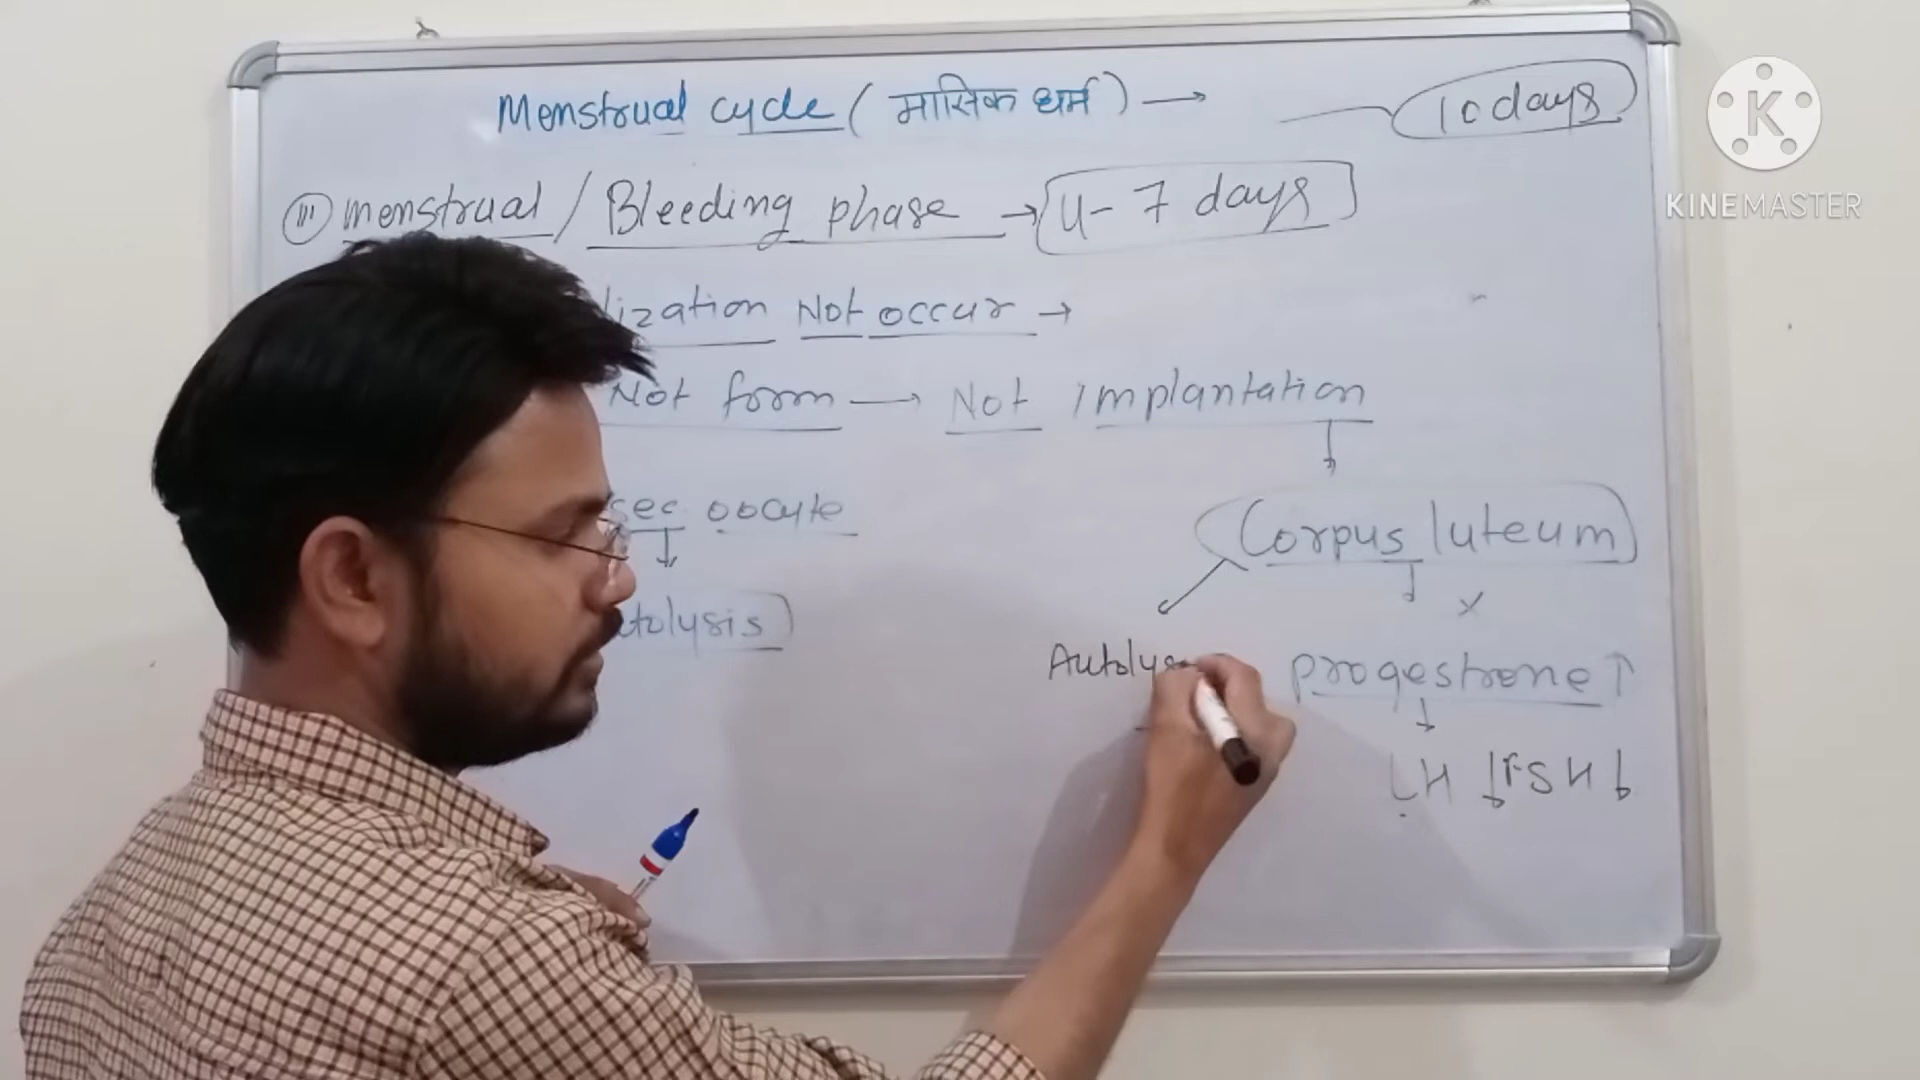 Menstrual cycle ( मासिक धर्म ) →
10 days
III menstrual / Bleeding phase → 4 - 7 days
lization Not occur →
Not form → Not implantation
sec oocyte
Corpus luteum
x
tolysis
Autolys
progestrone ↑
LH ↓ FSH ↓
K
KINEMASTER